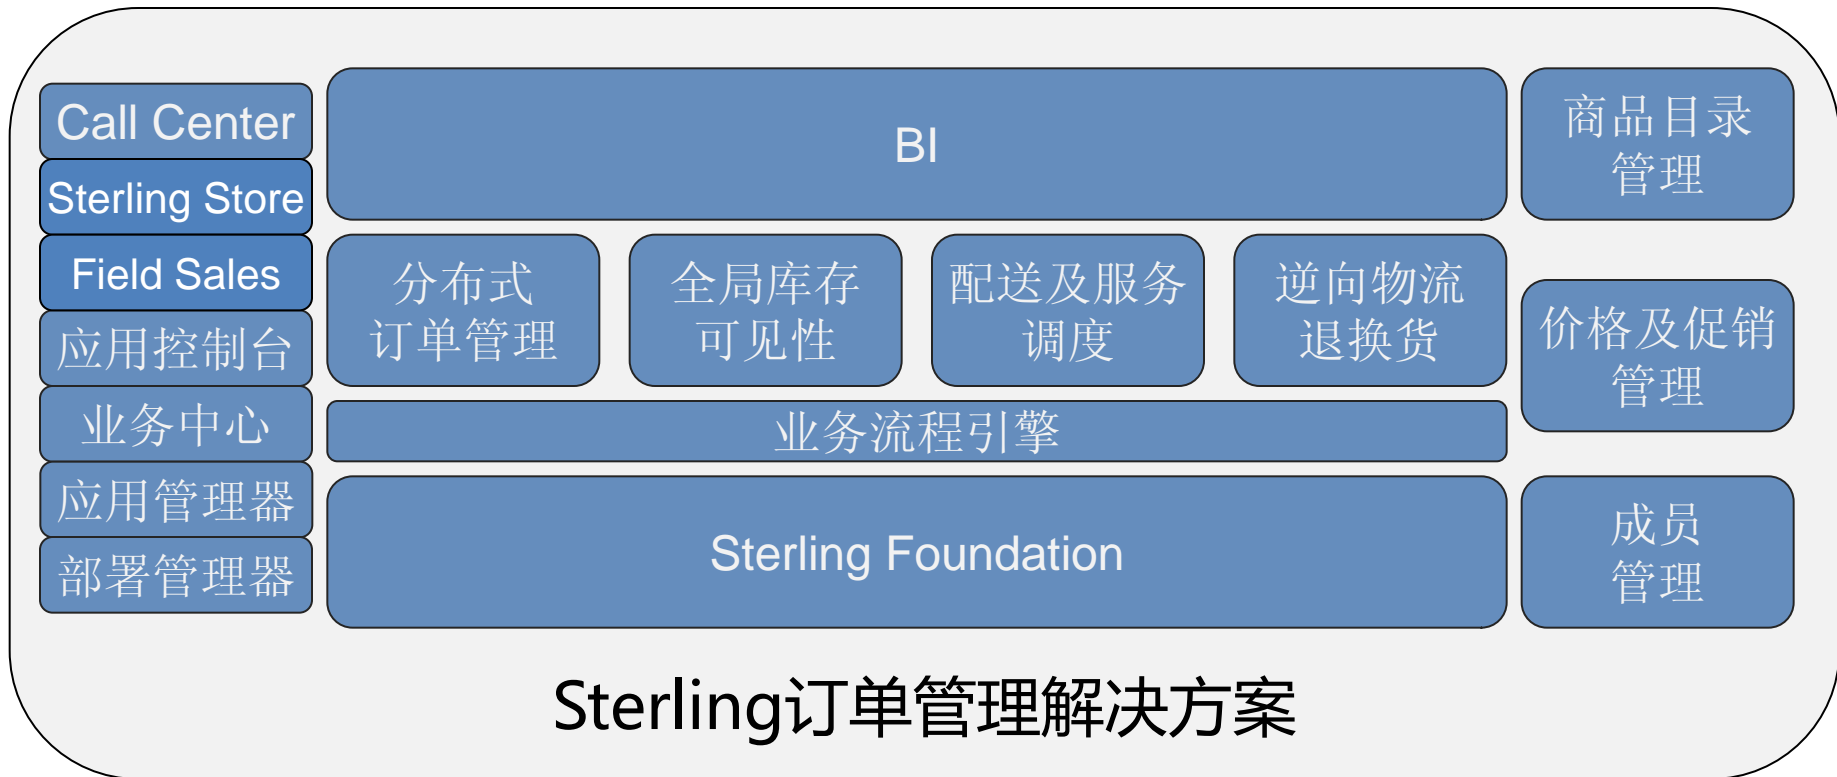 Call Center
Sterling Store
Field Sales
应用控制台
业务中心
应用管理器
部署管理器
BI
分布式
订单管理
全局库存
可见性
配送及服务
调度
逆向物流
退换货
业务流程引擎
Sterling Foundation
商品目录
管理
价格及促销
管理
成员
管理
Sterling订单管理解决方案